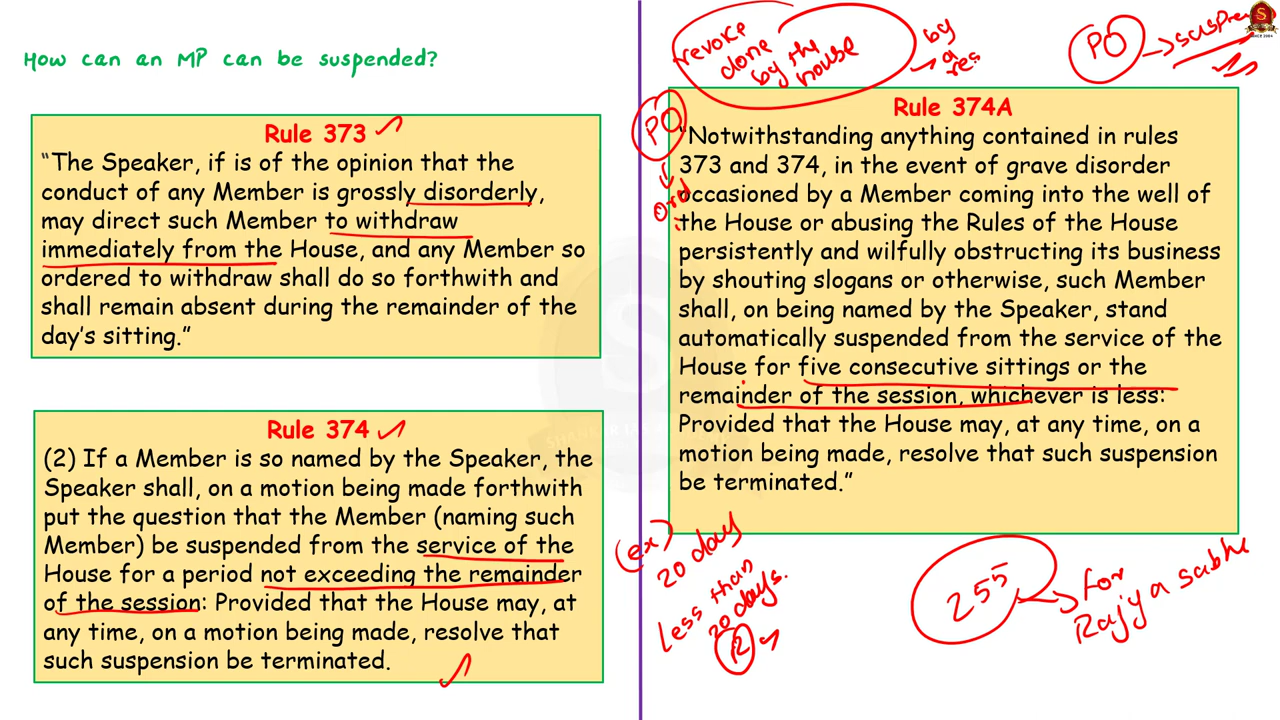 How can an MP can be suspended?
Rule 373
“The Speaker, if is of the opinion that the
conduct of any Member is grossly disorderly,
may direct such Member to withdraw
immediately from the House, and any Member so
ordered to withdraw shall do so forthwith and
shall remain absent during the remainder of the
day’s sitting.”
Rule 374
(2) If a Member is so named by the Speaker, the
Speaker shall, on a motion being made forthwith
put the question that the Member (naming such
Member) be suspended from the service of the
House for a period not exceeding the remainder
of the session: Provided that the House may, at
any time, on a motion being made, resolve that
such suspension be terminated.
revoke
done
by the
house
by
a
res
PO
PO
Ord
Rule 374A
“Notwithstanding anything contained in rules
373 and 374, in the event of grave disorder
occasioned by a Member coming into the well of
the House or abusing the Rules of the House
persistently and wilfully obstructing its business
by shouting slogans or otherwise, such Member
shall, on being named by the Speaker, stand
automatically suspended from the service of the
House for five consecutive sittings or the
remainder of the session, whichever is less:
Provided that the House may, at any time, on a
motion being made, resolve that such suspension
be terminated.”
(ex)
20 day
less than
20 days.
R
255
for
Rajya sabha